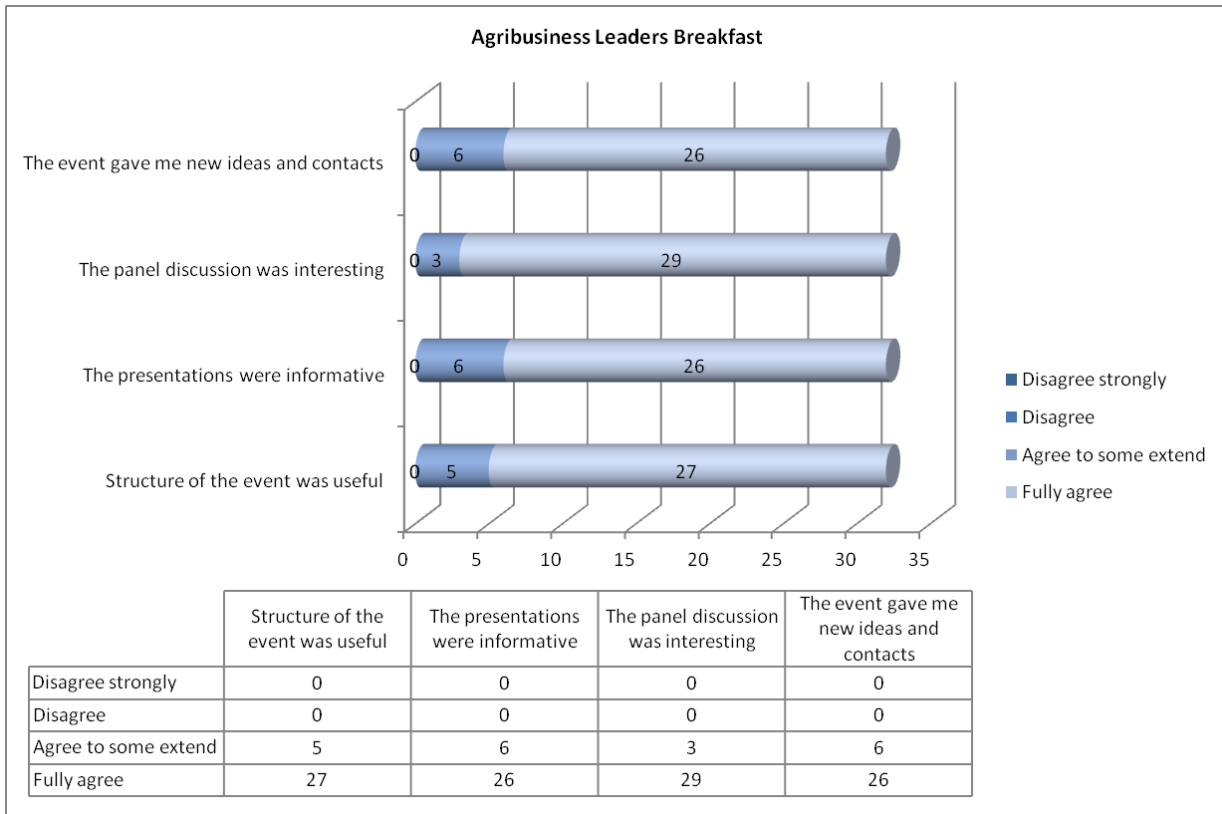 Agribusiness Leaders Breakfast
The event gave me new ideas and contacts
0 6 26
The panel discussion was interesting
0 3 29
The presentations were informative
0 6 26
Structure of the event was useful
0 5 27
Disagree strongly
Disagree
Agree to some extend
Fully agree
0 5 10 15 20 25 30 35
Structure of the
event was useful
The presentations
were informative
The panel discussion
was interesting
The event gave me
new ideas and
contacts
Disagree strongly 0 0 0 0
Disagree 0 0 0 0
Agree to some extend 5 6 3 6
Fully agree 27 26 29 26